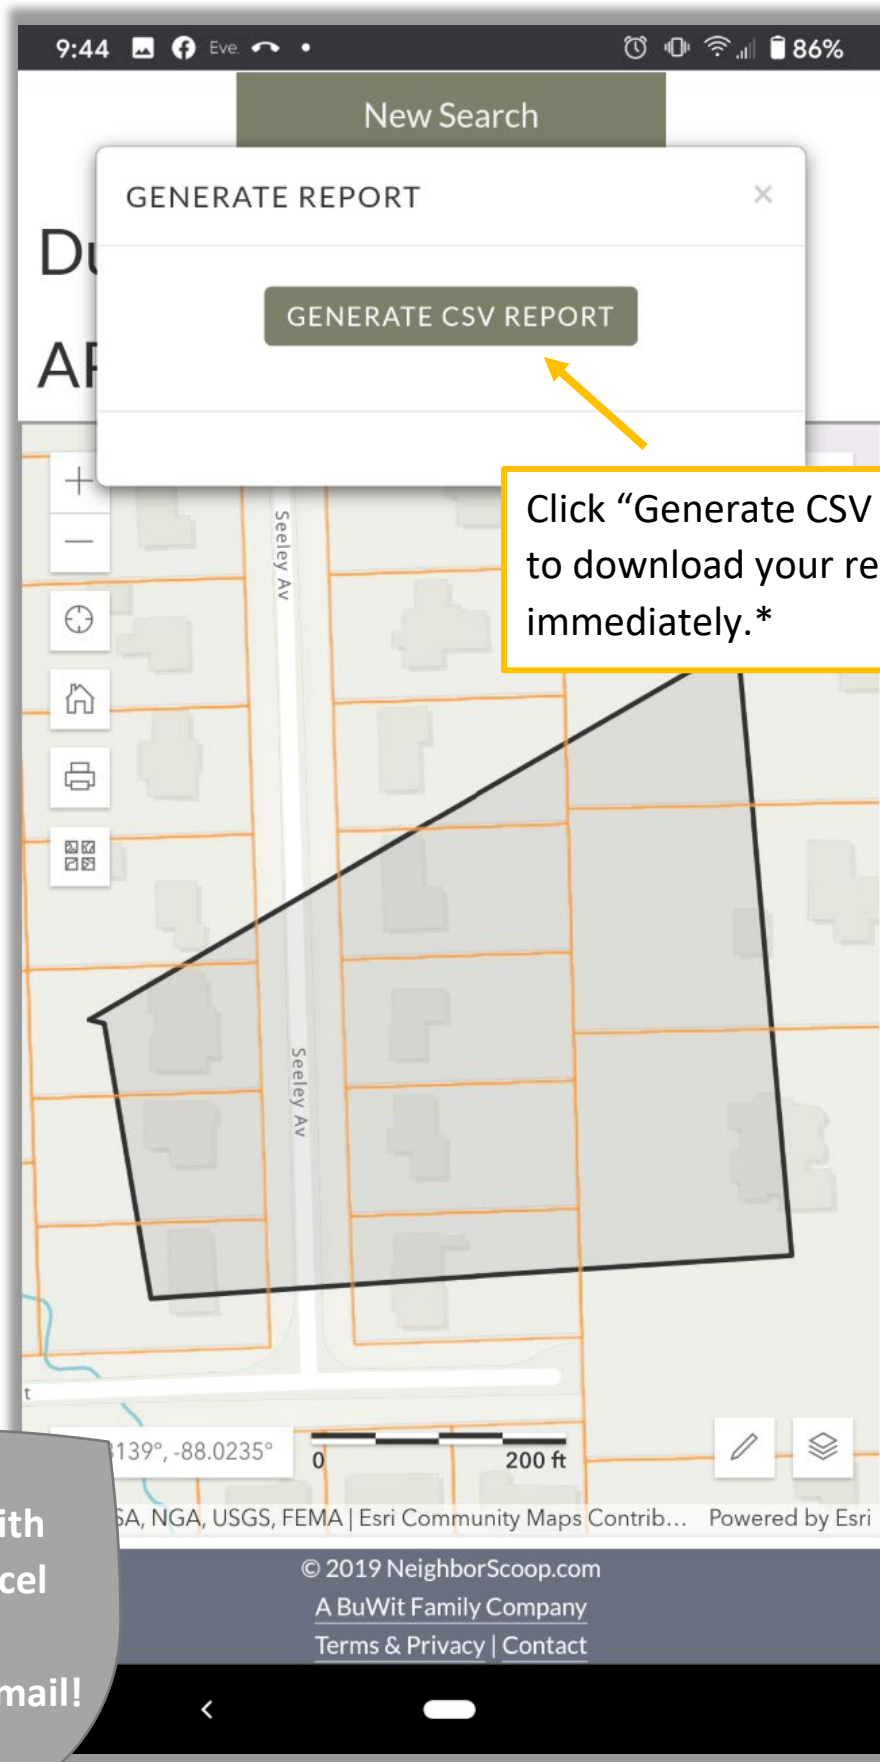 9:44 Eve. 86%
New Search
GENERATE REPORT ×
Du
GENERATE CSV REPORT
AP
Click “Generate CSV
to download your re
immediately.*
Seeley Av
Seeley Av
t
139°, -88.0235°
0 200 ft
SA, NGA, USGS, FEMA | Esri Community Maps Contrib... Powered by Esri
ith
© 2019 NeighborScoop.com
cel
A BuWit Family Company
Terms & Privacy | Contact
mail!